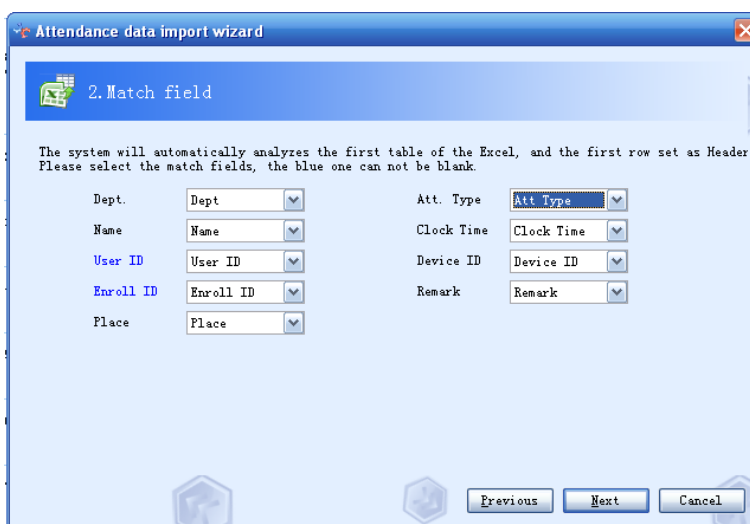 Attendance data import wizard
2.Match field
The system will automatically analyzes the first table of the Excel, and the first row set as Header
Please select the match fields, the blue one can not be blank.
Dept. Dept Att. Type Att Type
Name Name Clock Time Clock Time
User ID User ID Device ID Device ID
Enroll ID Enroll ID Remark Remark
Place Place
Previous Next Cancel